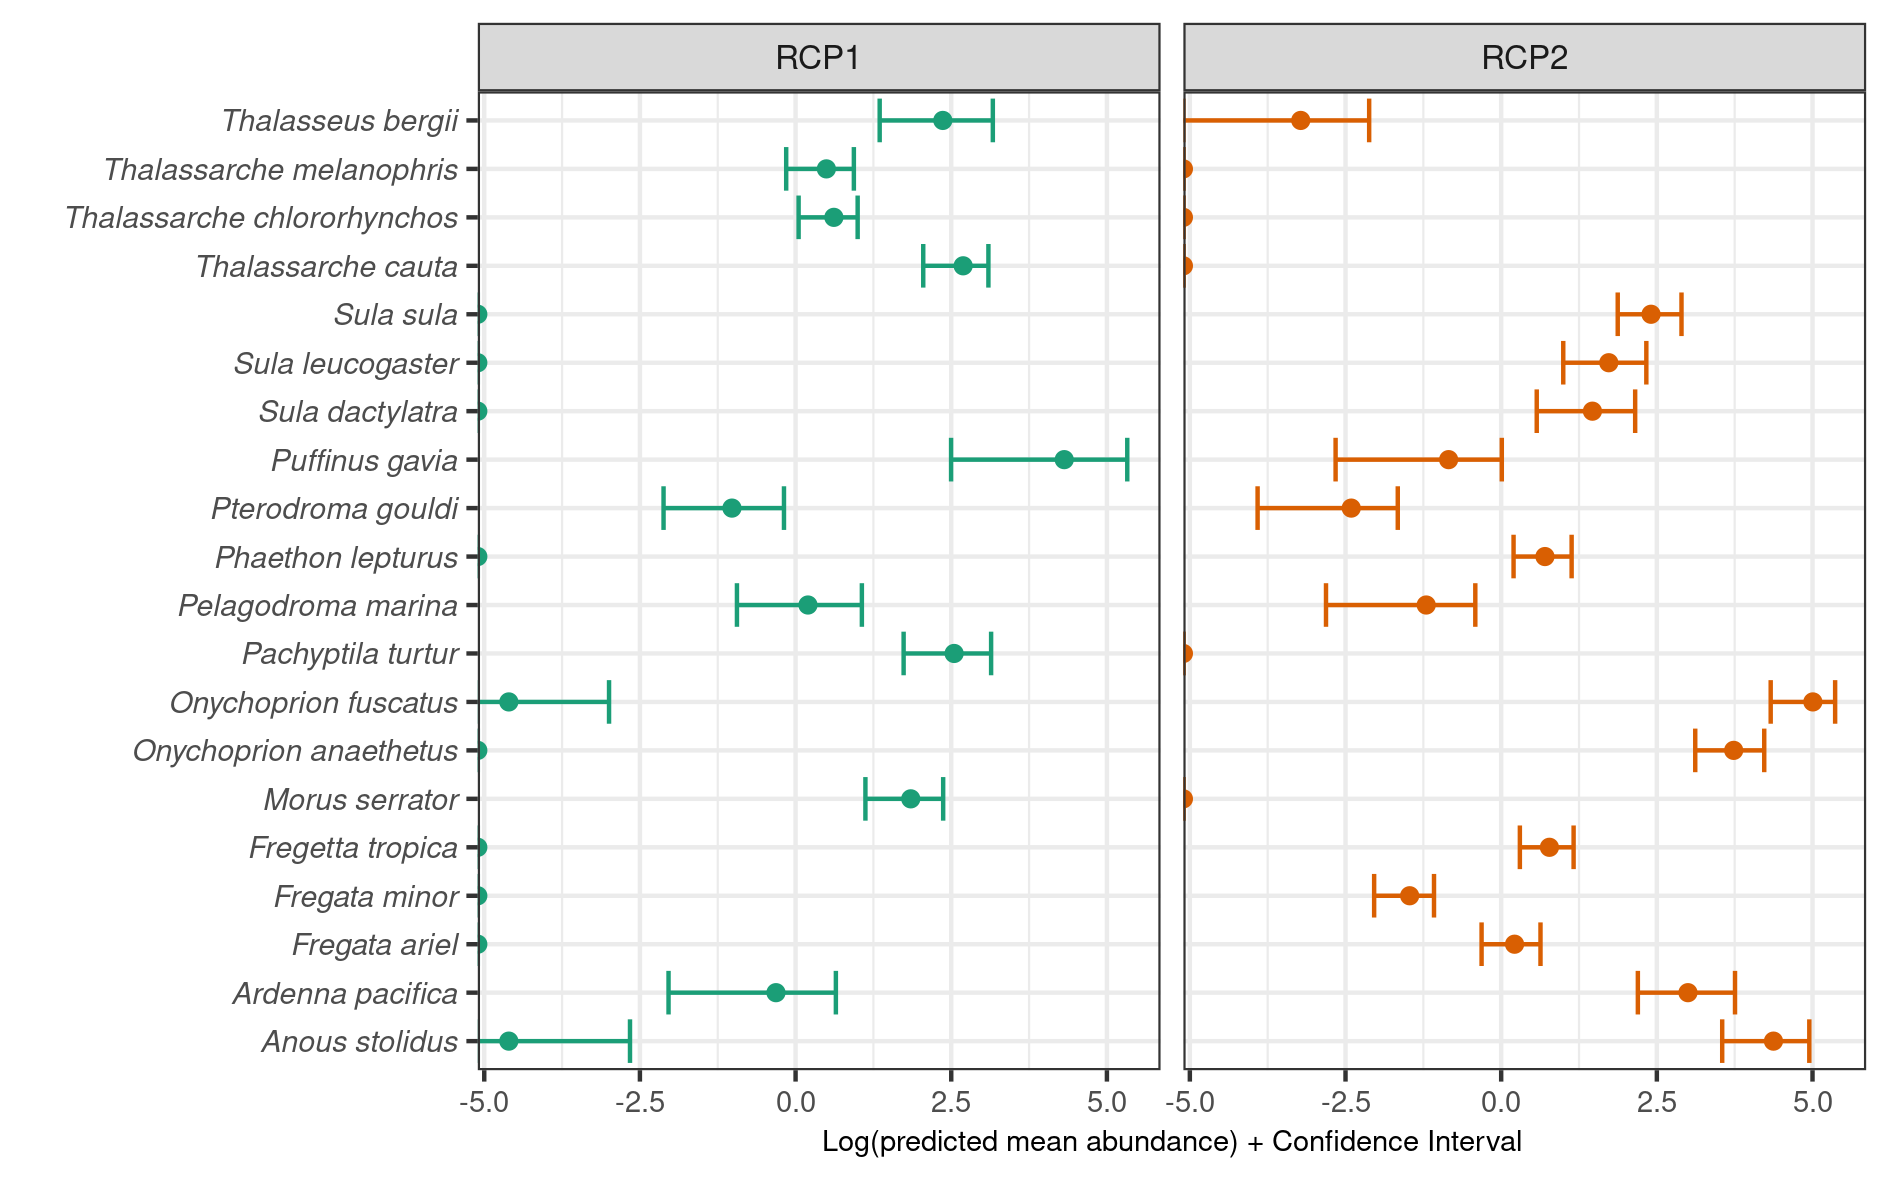 RCP1
RCP2
Thalasseus bergii
Thalassarche melanophris
Thalassarche chlororhynchos
Thalassarche cauta
Sula sula
Sula leucogaster
Sula dactylatra
Puffinus gavia
Pterodroma gouldi
Phaethon lepturus
Pelagodroma marina
Pachyptila turtur
Onychoprion fuscatus
Onychoprion anaethetus
Morus serrator
Fregetta tropica
Fregata minor
Fregata ariel
Ardenna pacifica
Anous stolidus
-5.0 -2.5 0.0 2.5 5.0 -5.0 -2.5 0.0 2.5 5.0
Log(predicted mean abundance) + Confidence Interval